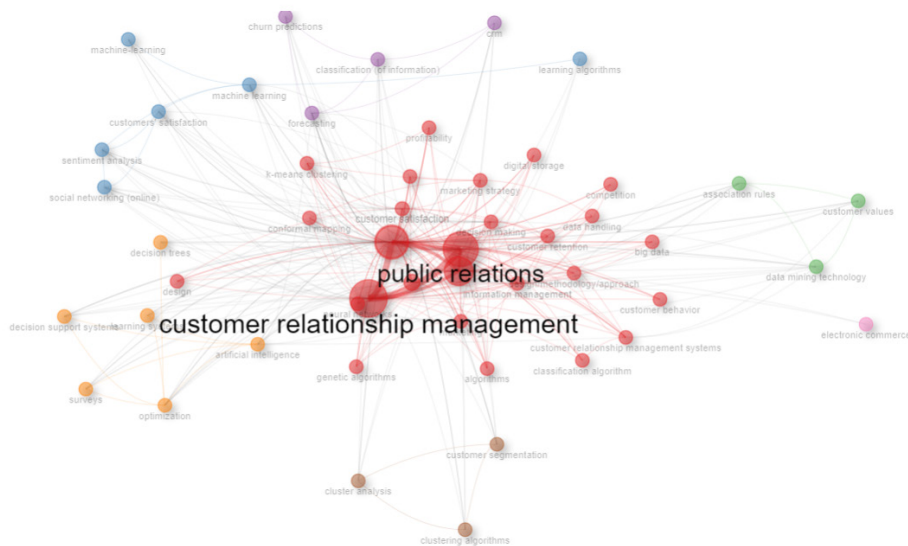 churn predictions
crm
machine-learning
classification (of information)
learning algorithms
machine learning
customers' satisfaction
forecasting
profitability
sentiment analysis
digital storage
k-means clustering
marketing strategy
competition
social networking (online)
association rules
customer values
customer satisfaction
conformal mapping
decision making
data handling
customer retention
decision trees
big data
data mining technology
public relations
design
methodology/approach
information management
customer behavior
decision support systems
customer relationship management
electronic commerce
artificial intelligence
customer relationship management systems
classification algorithm
genetic algorithms
algorithms
surveys
optimization
customer segmentation
cluster analysis
clustering algorithms